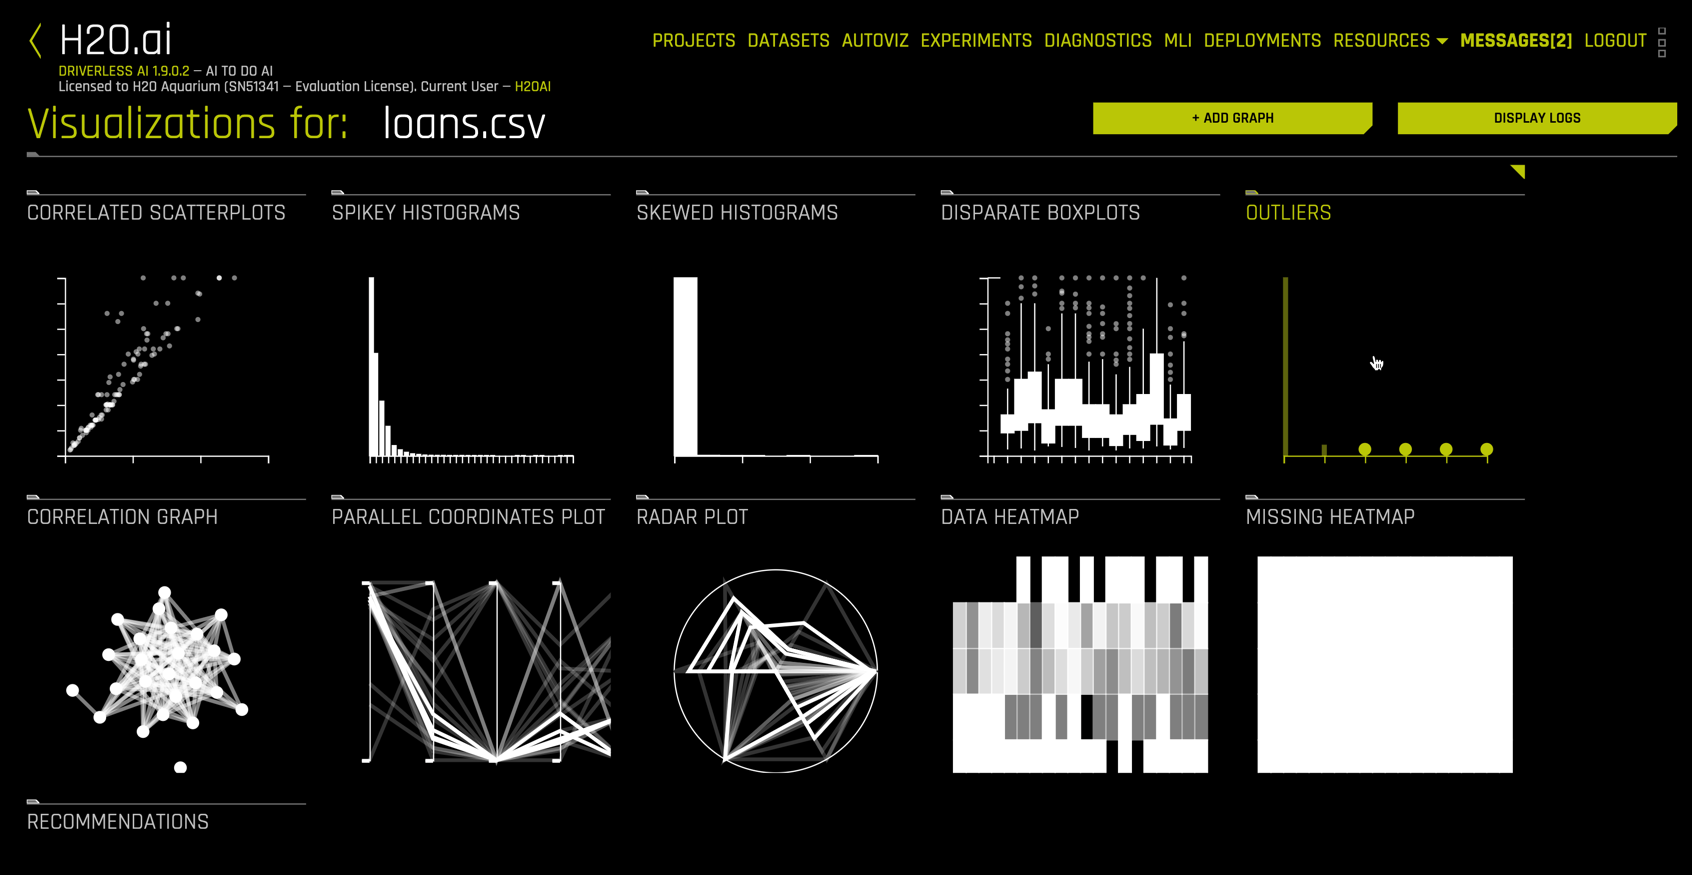 H2O.ai
PROJECTS DATASETS AUTOVIZ EXPERIMENTS DIAGNOSTICS MLI DEPLOYMENTS RESOURCES MESSAGES[2] LOGOUT
DRIVERLESS AI 1.9.0.2 – AI TO DO AI
Licensed to H2O Aquarium (SN51341 – Evaluation License). Current User – H2OAI
Visualizations for: loans.csv
+ ADD GRAPH
DISPLAY LOGS
CORRELATED SCATTERPLOTS
SPIKEY HISTOGRAMS
SKEWED HISTOGRAMS
DISPARATE BOXPLOTS
OUTLIERS
CORRELATION GRAPH
PARALLEL COORDINATES PLOT
RADAR PLOT
DATA HEATMAP
MISSING HEATMAP
RECOMMENDATIONS